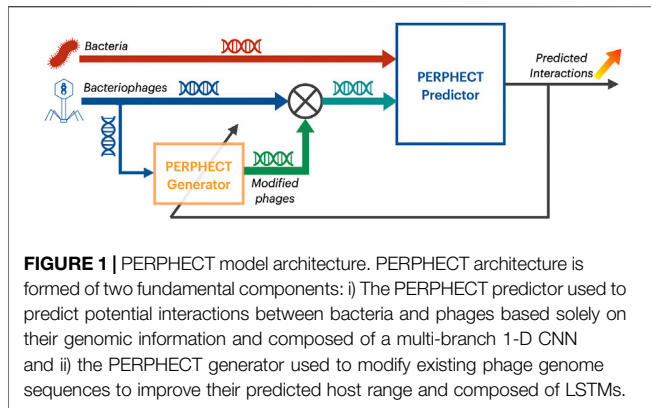 Bacteria
Predicted
Interactions
Bacteriophages
PERPHECT
Predictor
PERPHECT
Generator
Modified
phages
FIGURE 1 | PERPHECT model architecture. PERPHECT architecture is
formed of two fundamental components: i) The PERPHECT predictor used to
predict potential interactions between bacteria and phages based solely on
their genomic information and composed of a multi-branch 1-D CNN
and ii) the PERPHECT generator used to modify existing phage genome
sequences to improve their predicted host range and composed of LSTMs.